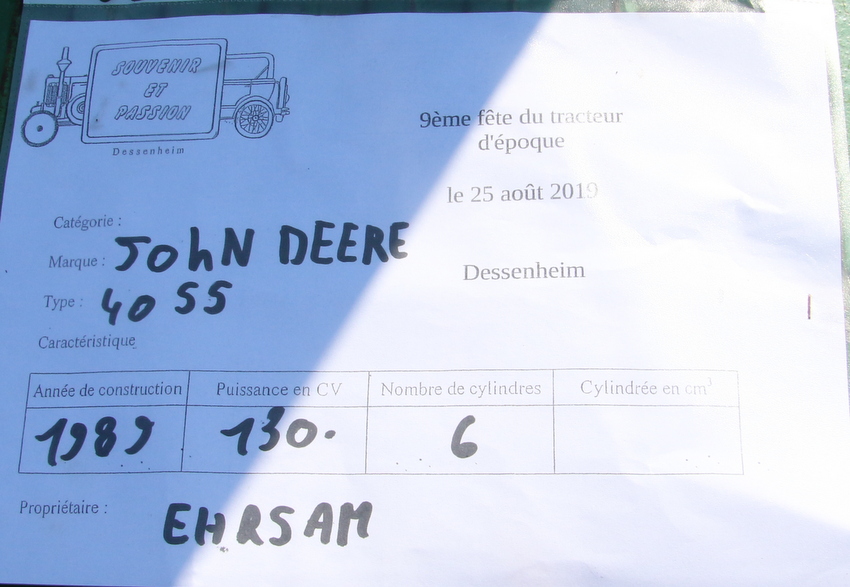 SOUVENIR
ET
PASSION
Dessenheim
9ème fête du tracteur
d'époque
le 25 août 2019
Dessenheim
Catégorie :
Marque : JOhN DEERE
Type : 40 55
Caractéristique
Année de construction Puissance en CV Nombre de cylindres Cylindrée en cm³
1989 130. 6
Propriétaire : EHRSAM